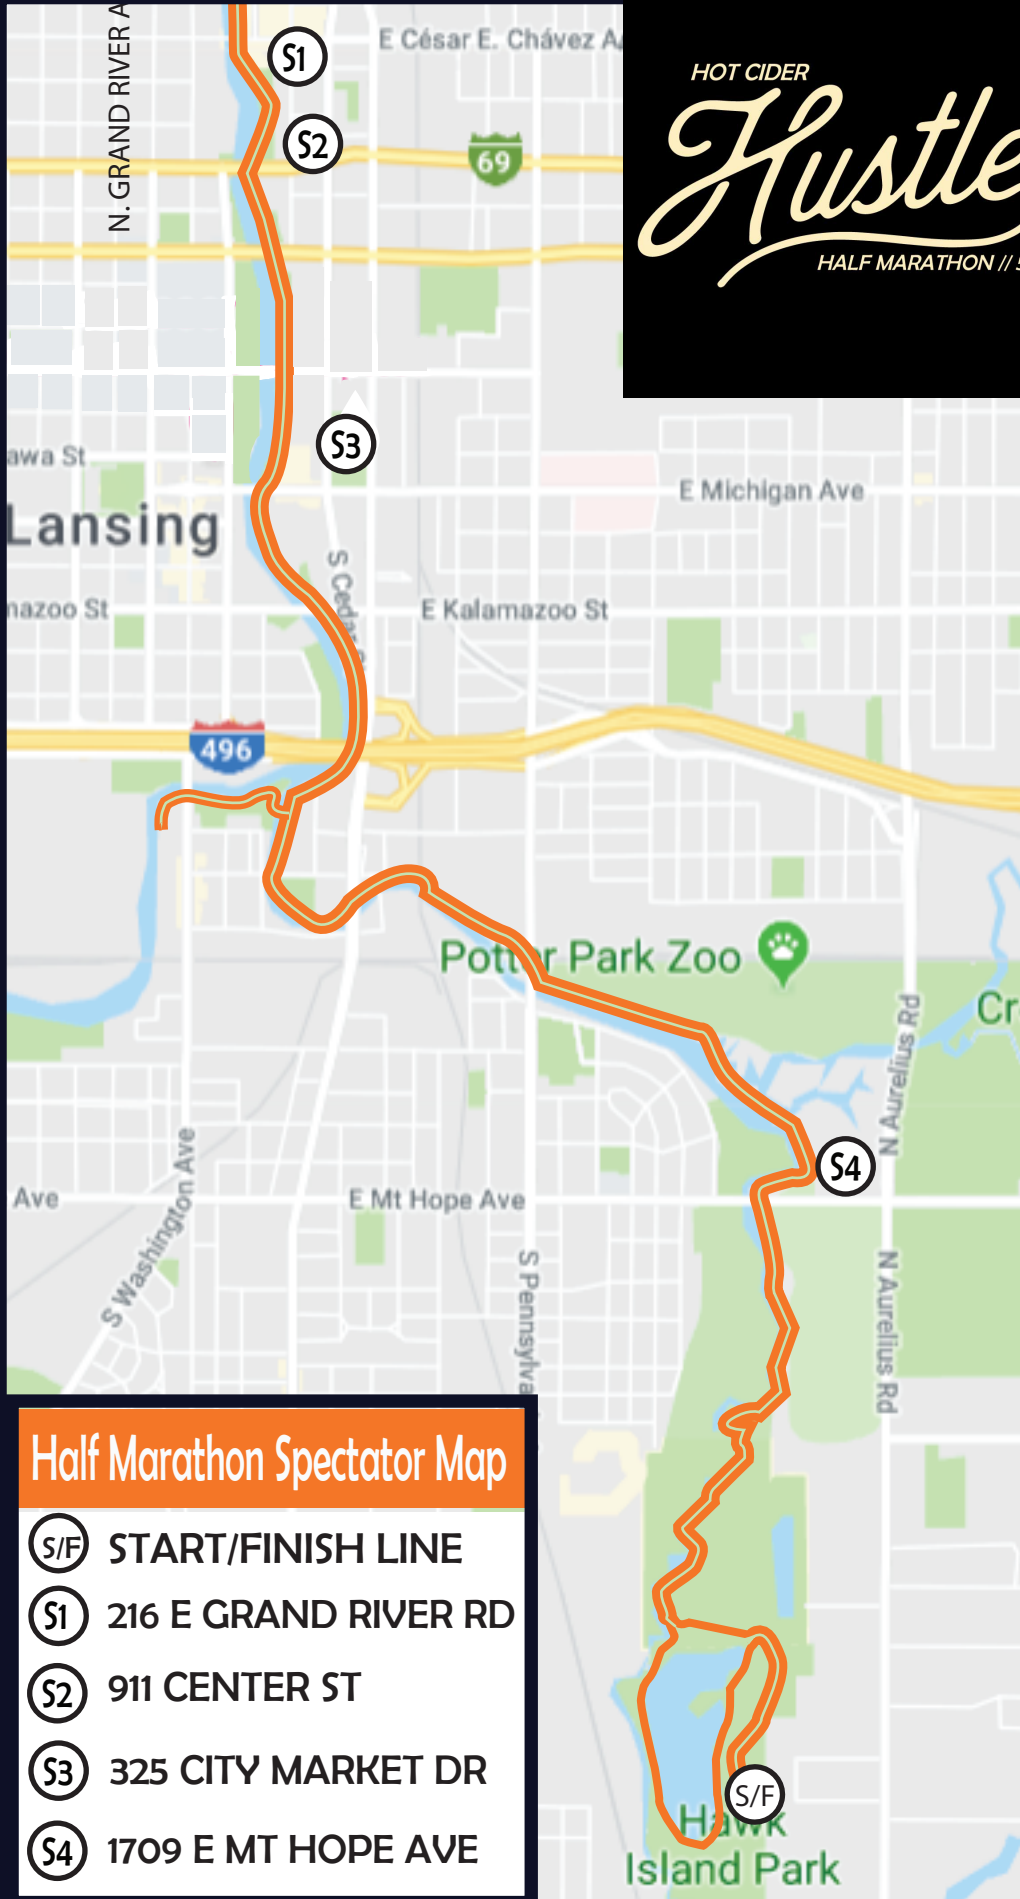 N. GRAND RIVER A
S1
E César E. Chávez A
HOT CIDER
Hustle
HALF MARATHON // 5
S2
69
S3
awa St
E Michigan Ave
Lansing
S Cedar S
nazoo St
E Kalamazoo St
496
Potter Park Zoo
Cr
N Aurelius Rd
S4
Ave
E Mt Hope Ave
S Washington Ave
S Pennsylva
N Aurelius Rd
S/F
Hawk
Island Park
Half Marathon Spectator Map
S/F START/FINISH LINE
S1 216 E GRAND RIVER RD
S2 911 CENTER ST
S3 325 CITY MARKET DR
S4 1709 E MT HOPE AVE